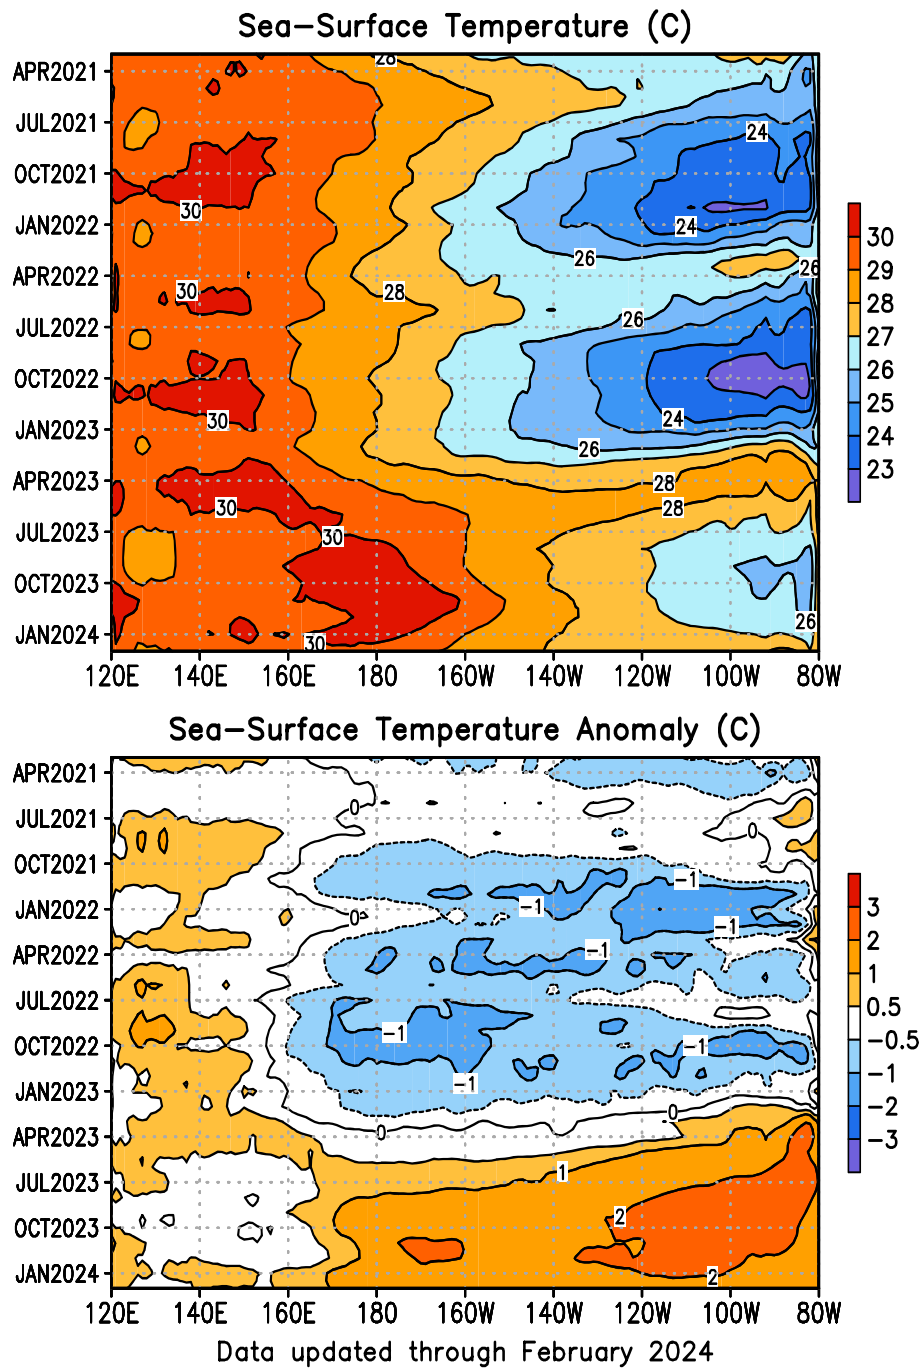 Sea−Surface Temperature (C)
28
APR2021
JUL2021
24
OCT2021
30
30
JAN2022
24
29
26
28
26
APR2022
30
28
28
27
JUL2022
26
26
OCT2022
25
30
24
24
JAN2023
26
23
APR2023
28
30
28
JUL2023
30
OCT2023
26
JAN2024
30
120E 140E 160E 180 160W 140W 120W 100W 80W
Sea−Surface Temperature Anomaly (C)
APR2021
0
JUL2021
0
OCT2021
−1
3
JAN2022
0
−1
−1
2
APR2022
−1
1
JUL2022
0.5
−1
−0.5
OCT2022
−1
−1
−1
JAN2023
0
−2
APR2023
0
−3
JUL2023
1
OCT2023
2
JAN2024
2
120E 140E 160E 180 160W 140W 120W 100W 80W
Data updated through February 2024